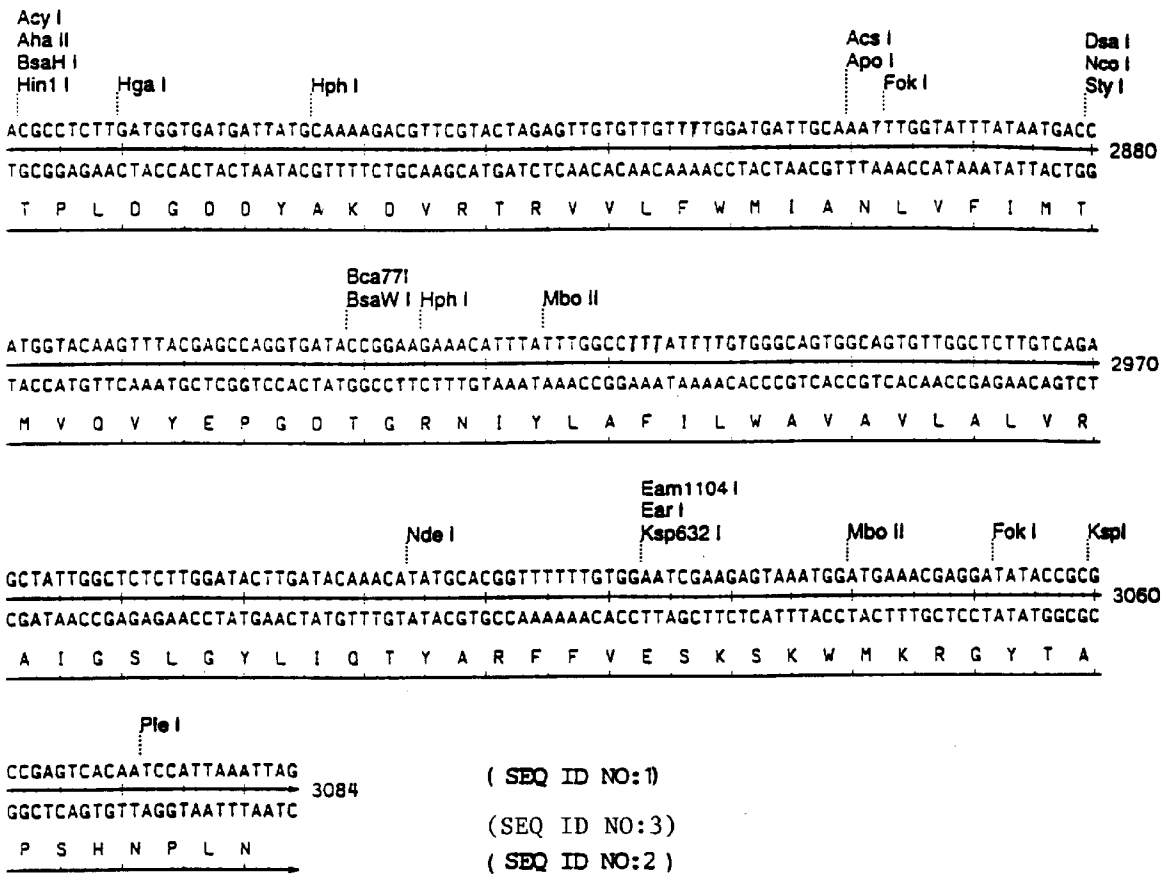 Acy I
Aha II
BsaH I
Hin1 I
Hga I
Hph I
Acs I
Apo I
Fok I
Dsa I
Nco I
Sty I
ACGCCTCTTGATGGTGATGATTATGCAAAAGACGTTCGTACTAGAGTTGTGTTGTTTTGGATGATTGCAAATTTGGTATTTATAATGACC
2880
TGCGGAGAACTACCACTACTAATACGTTTTCTGCAAGCATGATCTCAACACAACAAAACCTACTAACGTTTAAACCATAAATATTACTGG
T P L D G D D Y A K D V R T R V V L F W M I A N L V F I M T
Bca77I
BsaW I
Hph I
Mbo II
ATGGTACAAGTTTACGAGCCAGGTGATACCGGAAGAAACATTTATTTGGCCTTTATTTTGTGGGCAGTGGCAGTGTTGGCTCTTGTCAGA
2970
TACCATGTTCAAATGCTCGGTCCACTATGGCCTTCTTTGTAAATAAACCGGAAATAAAACACCCGTCACCGTCACAACCGAGAACAGTCT
M V Q V Y E P G D T G R N I Y L A F I L W A V A V L A L V R
Nde I
Eam1104 I
Ear I
Ksp632 I
Mbo II
Fok I
KspI
GCTATTGGCTCTCTTGGATACTTGATACAAACATATGCACGGTTTTTTGTGGAATCGAAGAGTAAATGGATGAAACGAGGATATACCGCG
3060
CGATAACCGAGAGAACCTATGAACTATGTTTGTATACGTGCCAAAAAACACCTTAGCTTCTCATTTACCTACTTTGCTCCTATATGGCGC
A I G S L G Y L I Q T Y A R F F V E S K S K W M K R G Y T A
Ple I
CCGAGTCACAATCCATTAAATTAG
3084
GGCTCAGTGTTAGGTAATTTAATC
P S H N P L N
( SEQ ID NO:1)
(SEQ ID NO:3)
( SEQ ID NO:2 )